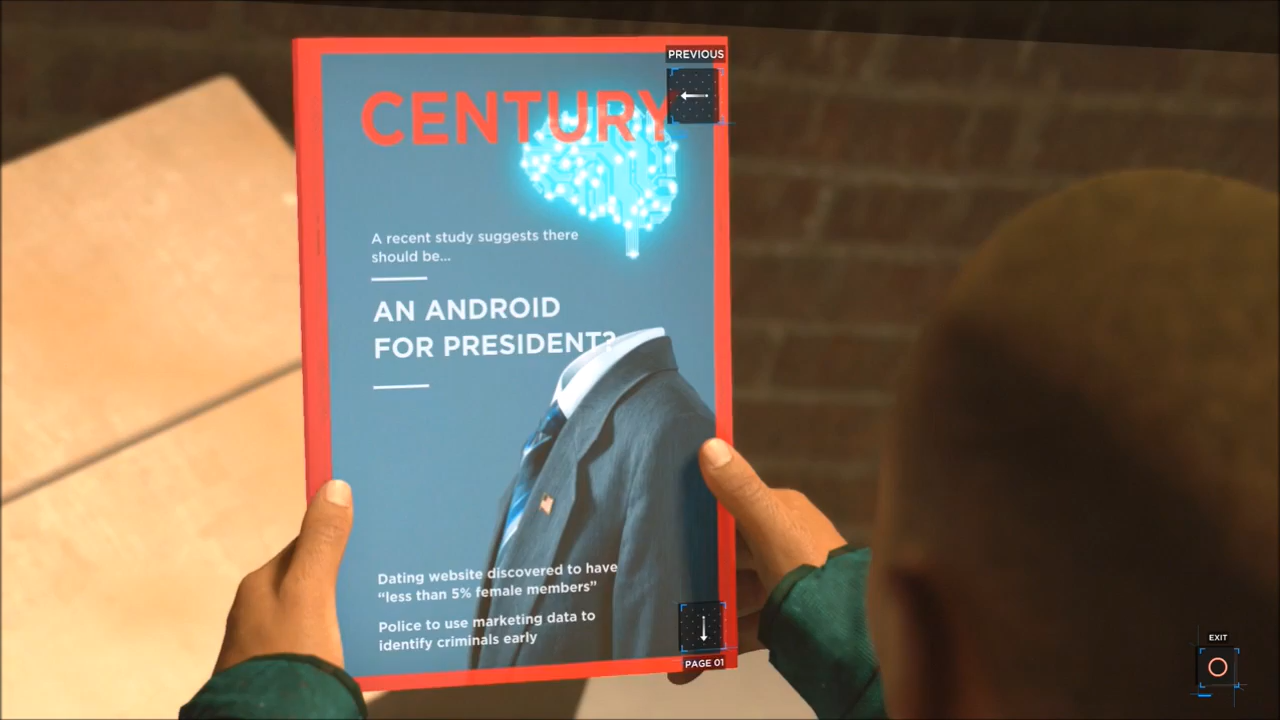 PREVIOUS
CENTURY
A recent study suggests there
should be...
AN ANDROID
FOR PRESIDENT?
Dating website discovered to have
“less than 5% female members”
Police to use marketing data to
identify criminals early
PAGE 01
EXIT